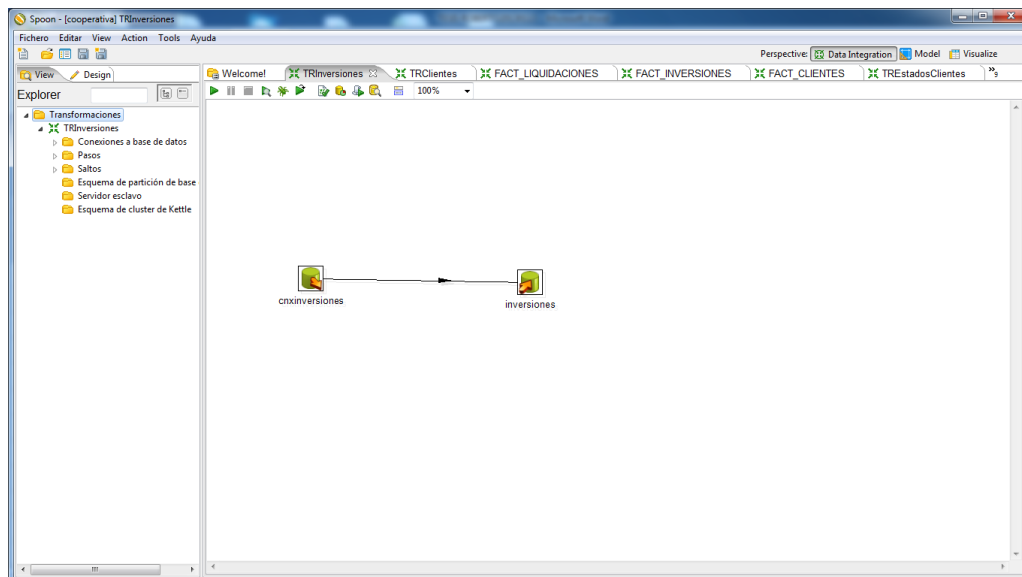 Spoon - [cooperativa] TRInversiones
Fichero Editar View Action Tools Ayuda
Perspective: Data Integration Model Visualize
View Design
Welcome! TRInversiones TRClientes FACT_LIQUIDACIONES FACT_INVERSIONES FACT_CLIENTES TREstadosClientes »9
Explorer
100%
Transformaciones
TRInversiones
Conexiones a base de datos
Pasos
Saltos
Esquema de partición de base
Servidor esclavo
Esquema de cluster de Kettle
cnxinversiones
inversiones